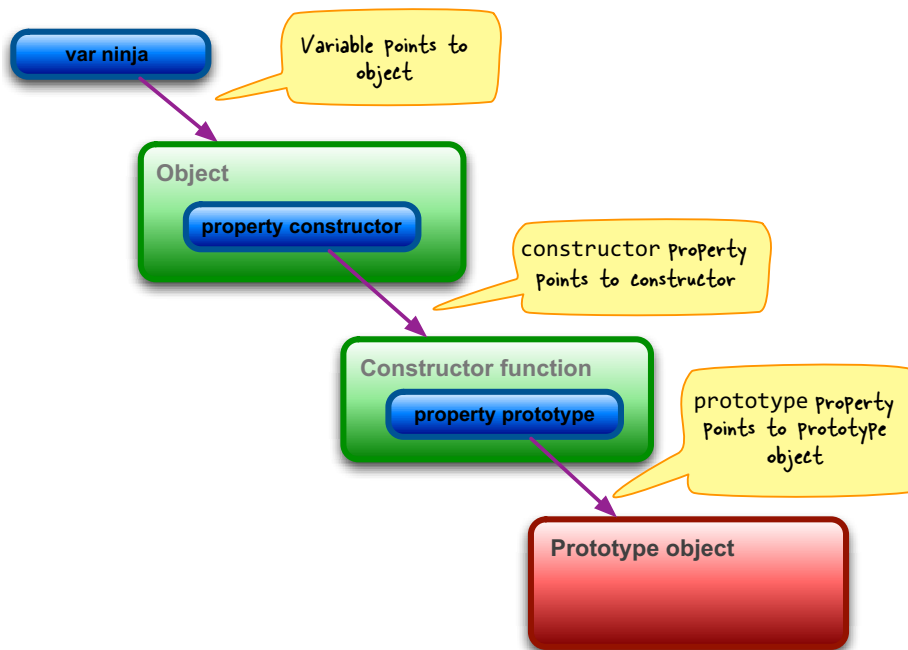 var ninja
Variable points to
object
Object
property constructor
constructor property
points to constructor
Constructor function
property prototype
prototype property
points to prototype
object
Prototype object